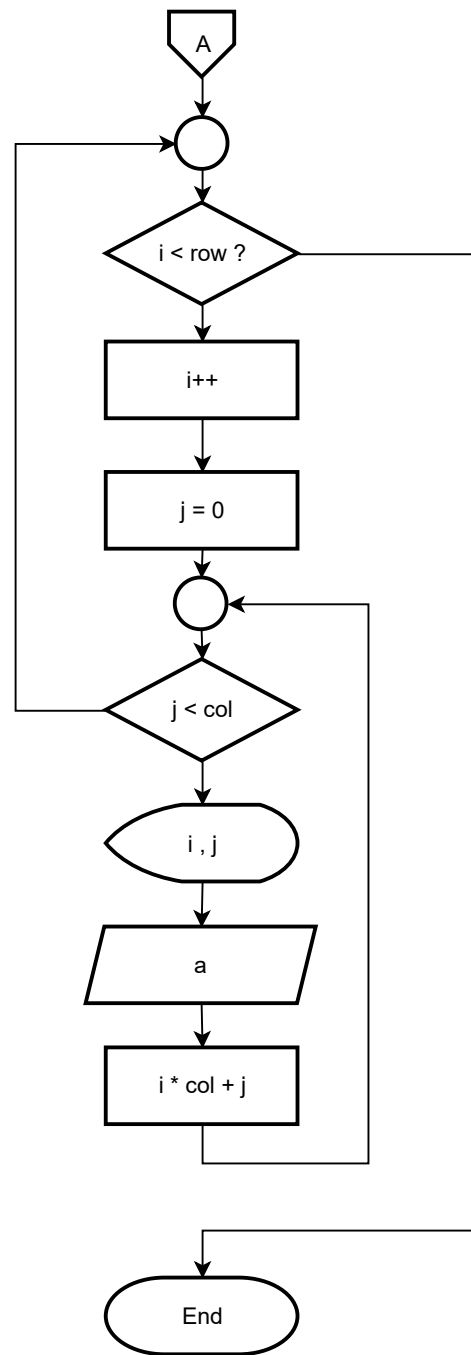 A
i < row ?
i++
j = 0
j < col
i , j
a
i * col + j
End